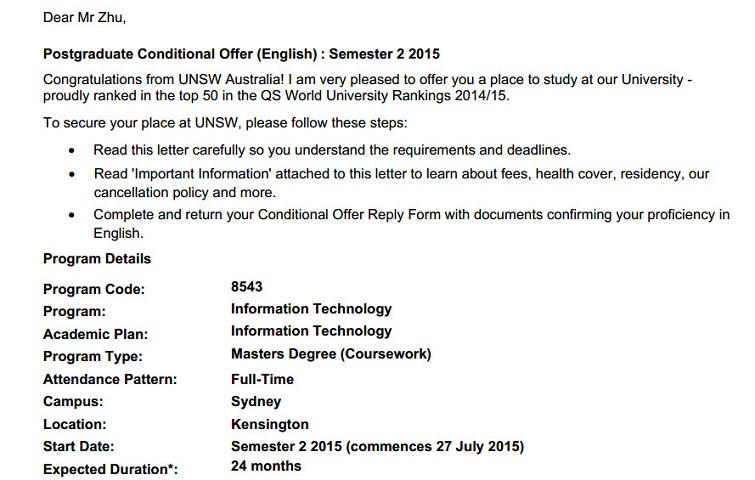 Dear Mr Zhu,
Postgraduate Conditional Offer (English) : Semester 2 2015
Congratulations from UNSW Australia! I am very pleased to offer you a place to study at our University -
proudly ranked in the top 50 in the QS World University Rankings 2014/15.
To secure your place at UNSW, please follow these steps:
• Read this letter carefully so you understand the requirements and deadlines.
• Read 'Important Information' attached to this letter to learn about fees, health cover, residency, our
cancellation policy and more.
• Complete and return your Conditional Offer Reply Form with documents confirming your proficiency in
English.
Program Details
Program Code: 8543
Program: Information Technology
Academic Plan: Information Technology
Program Type: Masters Degree (Coursework)
Attendance Pattern: Full-Time
Campus: Sydney
Location: Kensington
Start Date: Semester 2 2015 (commences 27 July 2015)
Expected Duration*: 24 months